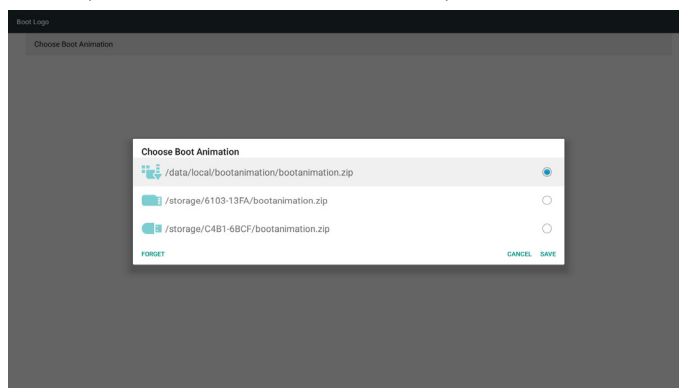 Boot Logo
Choose Boot Animation
Choose Boot Animation
/data/local/bootanimation/bootanimation.zip
/storage/6103-13FA/bootanimation.zip
/storage/C4B1-6BCF/bootanimation.zip
FORGET CANCEL SAVE